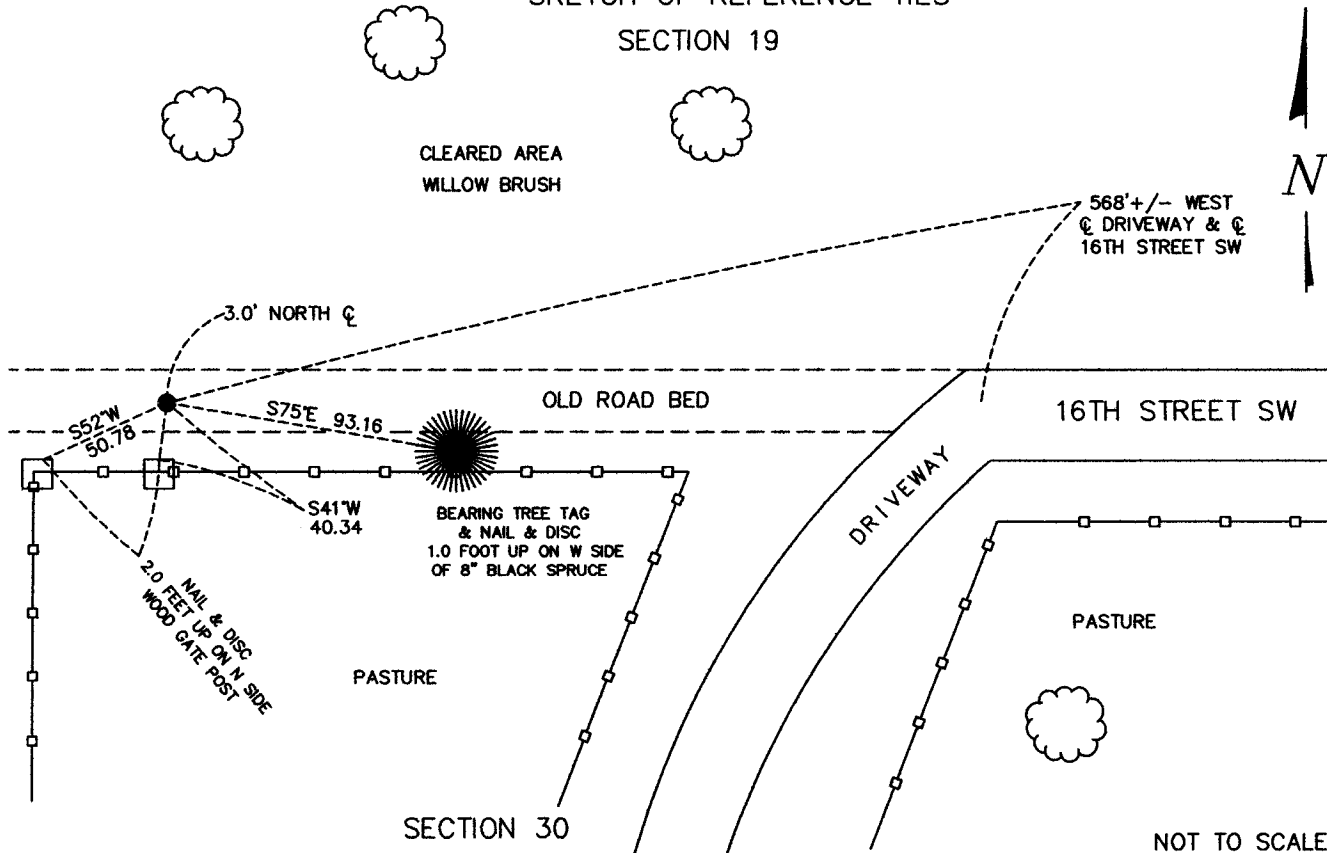 SKETCH OF REFERENCE TIES
SECTION 19
CLEARED AREA
WILLOW BRUSH
N
568'+/- WEST
℄ DRIVEWAY & ℄
16TH STREET SW
3.0' NORTH ℄
S52°W
50.78
S75°E 93.16
OLD ROAD BED
16TH STREET SW
S41°W
40.34
BEARING TREE TAG
& NAIL & DISC
1.0 FOOT UP ON W SIDE
OF 8" BLACK SPRUCE
DRIVEWAY
NAIL & DISC
2.0 FEET UP ON N SIDE
WOOD GATE POST
PASTURE
PASTURE
SECTION 30
NOT TO SCALE